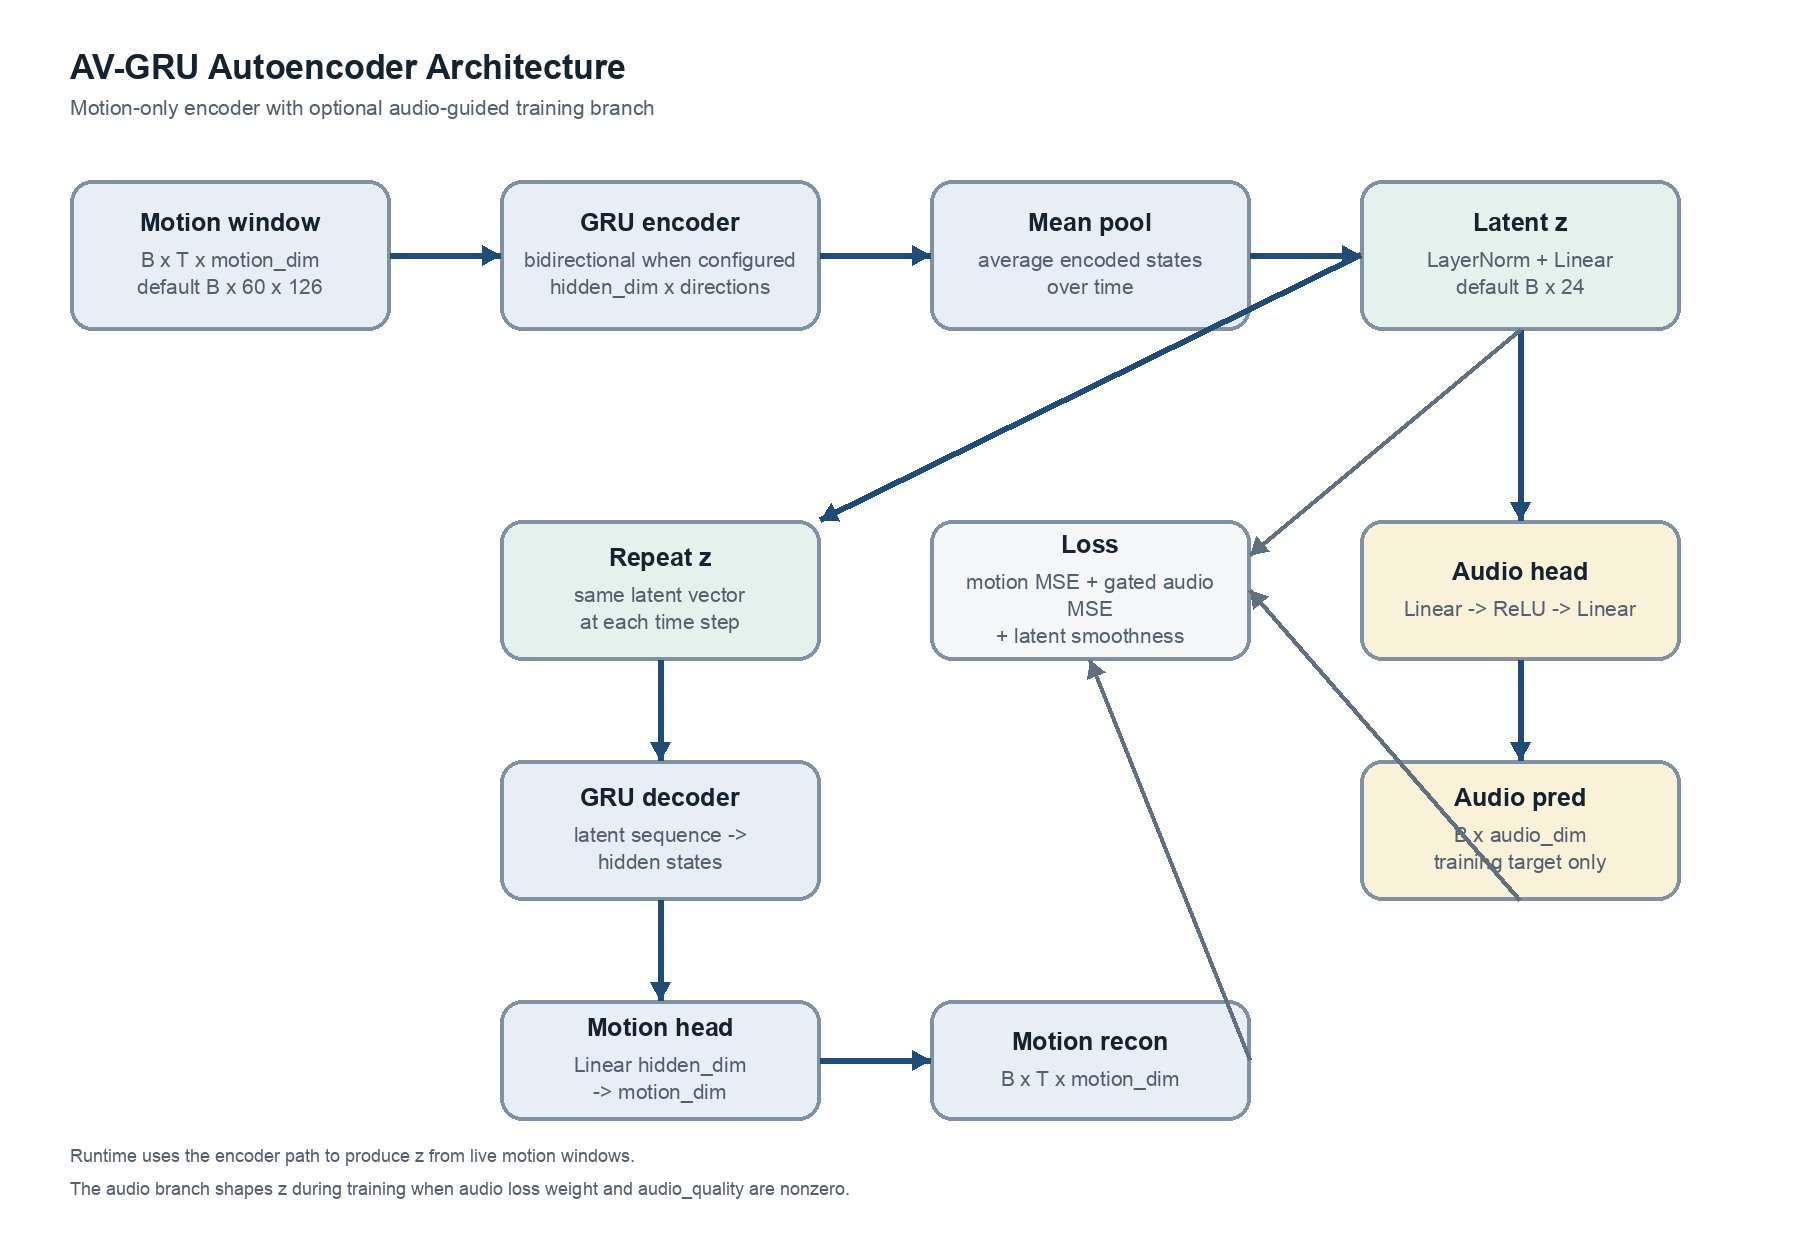 AV-GRU Autoencoder Architecture
Motion-only encoder with optional audio-guided training branch
Motion window
B x T x motion_dim
default B x 60 x 126
GRU encoder
bidirectional when configured
hidden_dim x directions
Mean pool
average encoded states
over time
Latent z
LayerNorm + Linear
default B x 24
Repeat z
same latent vector
at each time step
Loss
motion MSE + gated audio
MSE
+ latent smoothness
Audio head
Linear -> ReLU -> Linear
GRU decoder
latent sequence ->
hidden states
Audio pred
B x audio_dim
training target only
Motion head
Linear hidden_dim
-> motion_dim
Motion recon
B x T x motion_dim
Runtime uses the encoder path to produce z from live motion windows.
The audio branch shapes z during training when audio loss weight and audio_quality are nonzero.